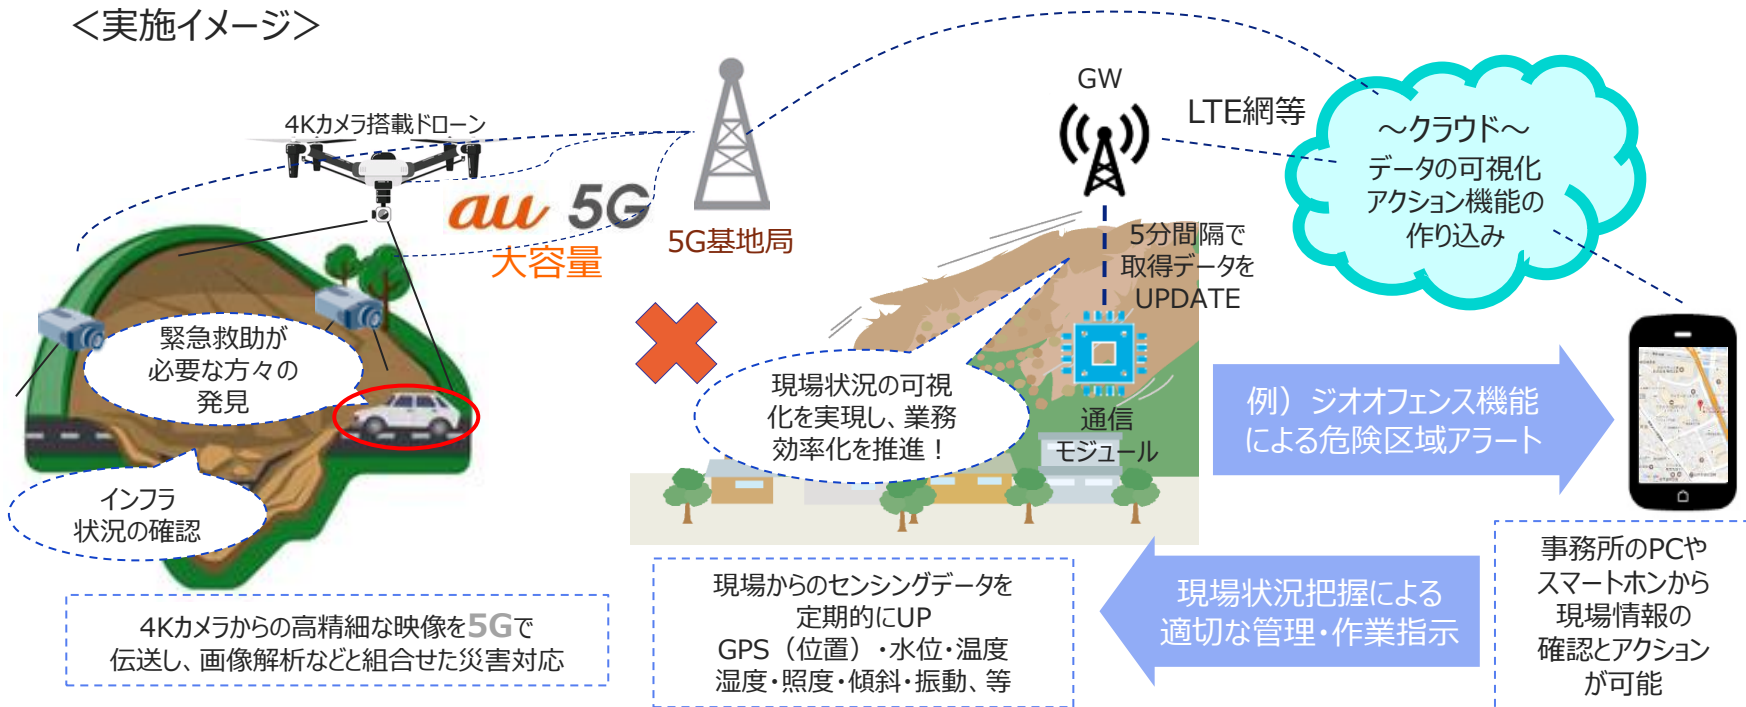 ＜実施イメージ＞
4Kカメラ搭載ドローン
au 5G
大容量
5G基地局
GW
LTE網等
～クラウド～
データの可視化
アクション機能の
作り込み
5分間隔で
取得データを
UPDATE
緊急救助が
必要な方々の
発見
インフラ
状況の確認
現場状況の可視
化を実現し、業務
効率化を推進！
通信
モジュール
例）ジオオフェンス機能
による危険区域アラート
4Kカメラからの高精細な映像を5Gで
伝送し、画像解析などと組合せた災害対応
現場からのセンシングデータを
定期的にUP
GPS（位置）・水位・温度
湿度・照度・傾斜・振動、等
現場状況把握による
適切な管理・作業指示
事務所のPCや
スマートホンから
現場情報の
確認とアクション
が可能